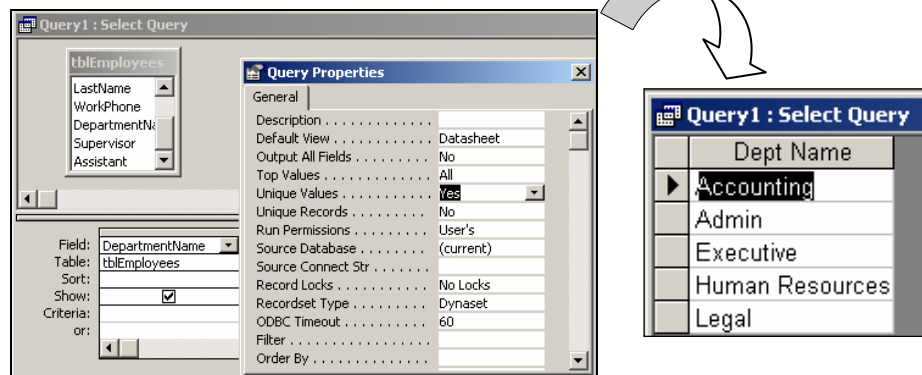 Query1 : Select Query
tblEmployees
LastName
WorkPhone
DepartmentNa
Supervisor
Assistant
Field: DepartmentName
Table: tblEmployees
Sort:
Show:
Criteria:
or:
Query Properties
General
Description . . . . . . . . . . . . .
Default View . . . . . . . . . . . . Datasheet
Output All Fields . . . . . . . . . No
Top Values . . . . . . . . . . . . . All
Unique Values . . . . . . . . . . . Yes
Unique Records . . . . . . . . . No
Run Permissions . . . . . . . . . User's
Source Database . . . . . . . . (current)
Source Connect Str . . . . . . .
Record Locks . . . . . . . . . . . No Locks
Recordset Type . . . . . . . . . Dynaset
ODBC Timeout . . . . . . . . . . 60
Filter . . . . . . . . . . . . . . . . .
Order By . . . . . . . . . . . . . .
Query1 : Select Query
Dept Name
Accounting
Admin
Executive
Human Resources
Legal